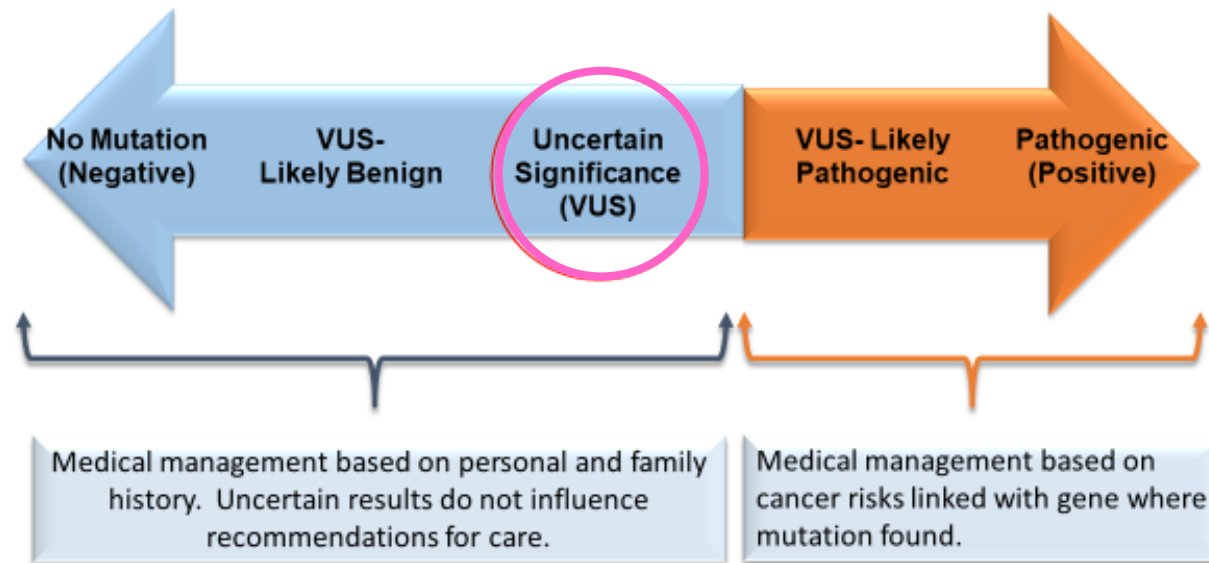 No Mutation
(Negative)
VUS-
Likely Benign
Uncertain
Significance
(VUS)
VUS- Likely
Pathogenic
Pathogenic
(Positive)
Medical management based on personal and family
history.  Uncertain results do not influence
recommendations for care.
Medical management based on
cancer risks linked with gene where
mutation found.